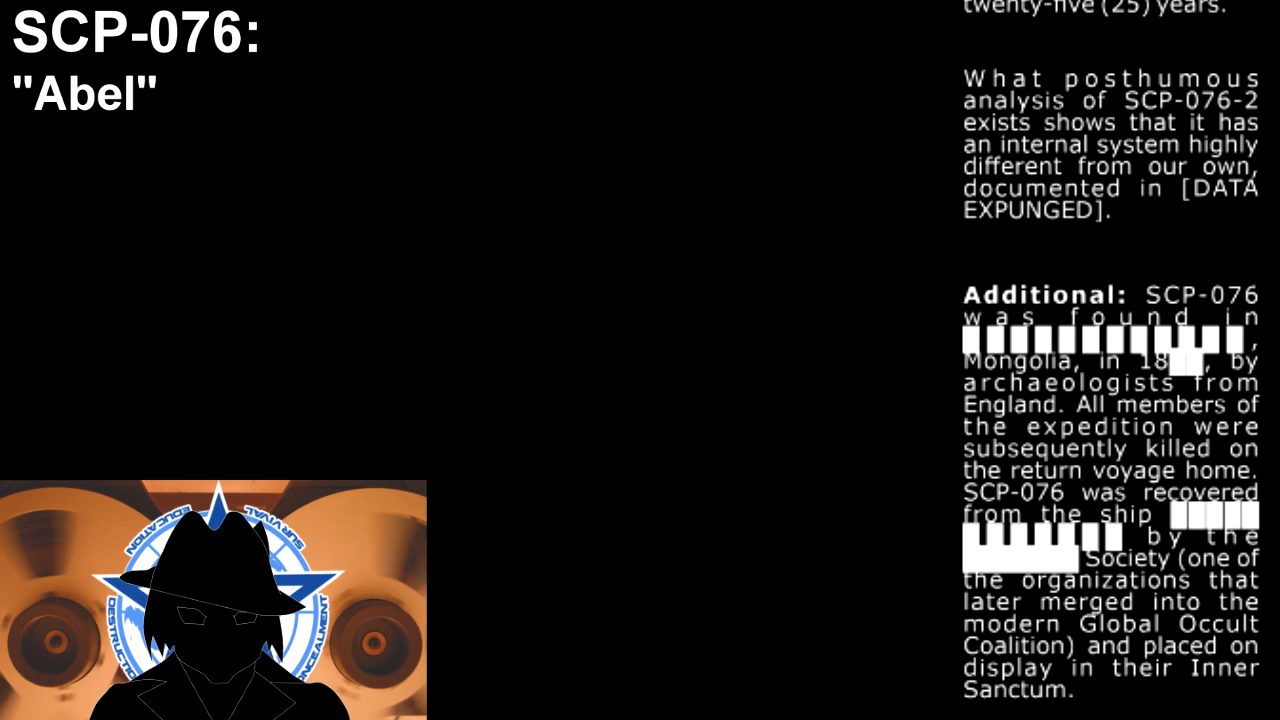 SCP-076:
"Abel"
twenty-five (25) years.
What posthumous
analysis of SCP-076-2
exists shows that it has
an internal system highly
different from our own,
documented in [DATA
EXPUNGED].
Additional: SCP-076
was found in
██████████,
Mongolia, in 18██, by
archaeologists from
England. All members of
the expedition were
subsequently killed on
the return voyage home.
SCP-076 was recovered
from the ship █████
███████ by the
█████ Society (one of
the organizations that
later merged into the
modern Global Occult
Coalition) and placed on
display in their Inner
Sanctum.
EDUCATION
SURVIVAL